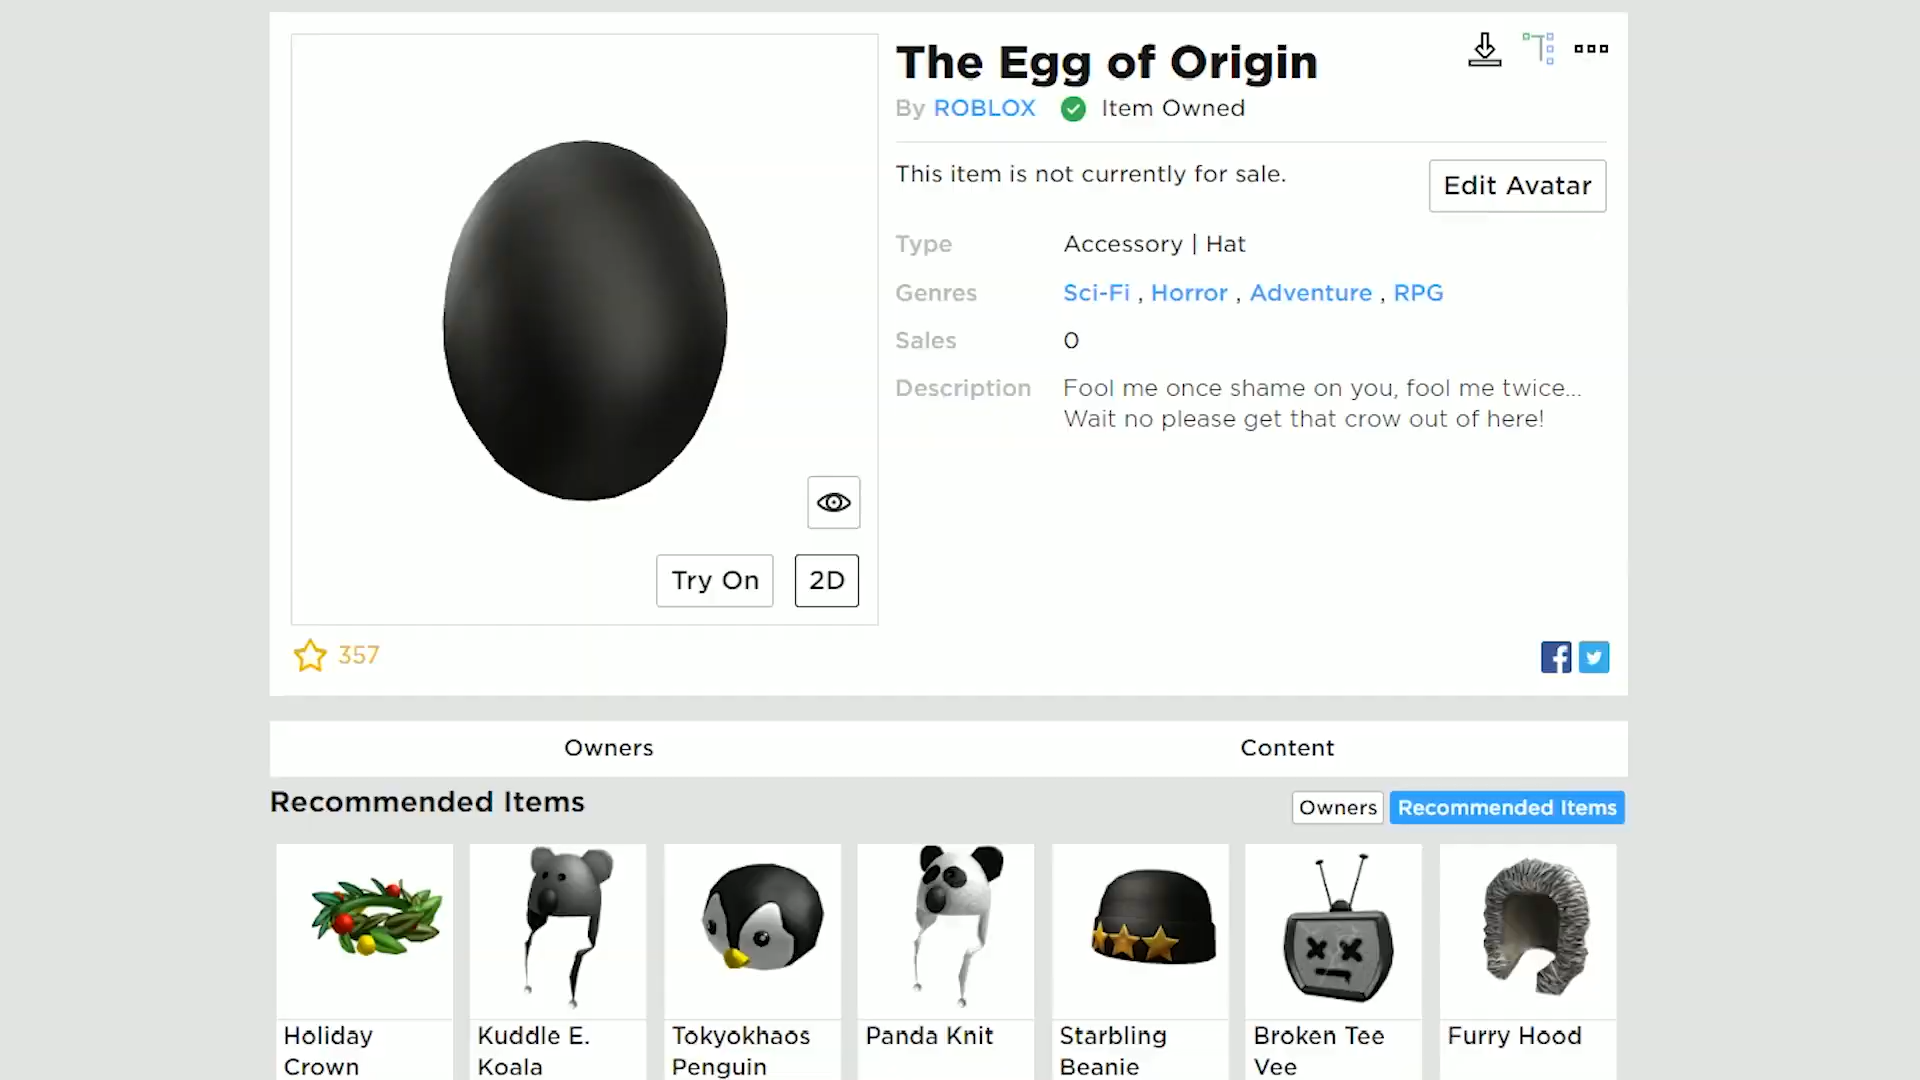 The Egg of Origin
By ROBLOX Item Owned
This item is not currently for sale.
Edit Avatar
Type Accessory | Hat
Genres Sci-Fi , Horror , Adventure , RPG
Sales 0
Description Fool me once shame on you, fool me twice...
Wait no please get that crow out of here!
Try On 2D
357
Owners Content
Recommended Items Owners Recommended Items
Holiday
Crown
Kuddle E.
Koala
Tokyokhaos
Penguin
Panda Knit
Starbling
Beanie
Broken Tee
Vee
Furry Hood